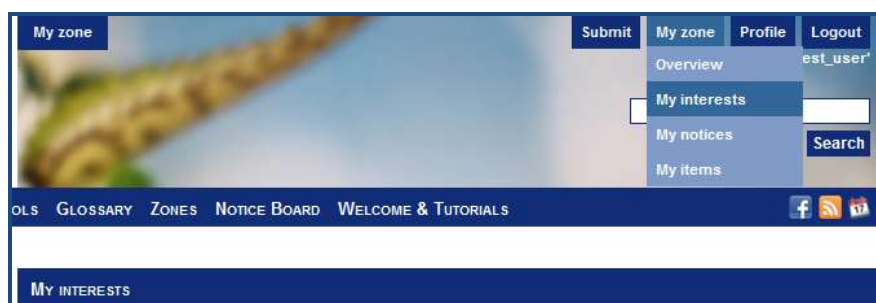 My zone
Submit My zone Profile Logout
est_user'
Overview
My interests
My notices
Search
My items
OLS GLOSSARY ZONES NOTICE BOARD WELCOME & TUTORIALS
17
MY INTERESTS